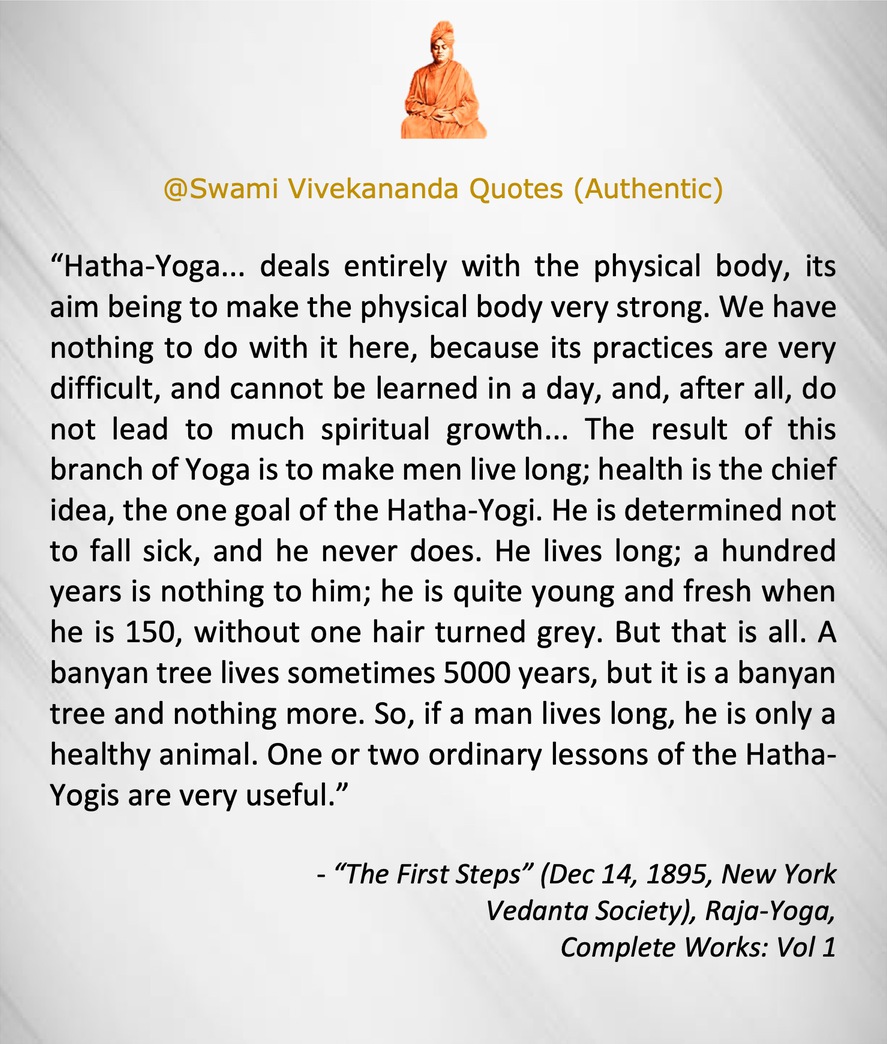 @Swami Vivekananda Quotes (Authentic)
“Hatha-Yoga... deals entirely with the physical body, its
aim being to make the physical body very strong. We have
nothing to do with it here, because its practices are very
difficult, and cannot be learned in a day, and, after all, do
not lead to much spiritual growth... The result of this
branch of Yoga is to make men live long; health is the chief
idea, the one goal of the Hatha-Yogi. He is determined not
to fall sick, and he never does. He lives long; a hundred
years is nothing to him; he is quite young and fresh when
he is 150, without one hair turned grey. But that is all. A
banyan tree lives sometimes 5000 years, but it is a banyan
tree and nothing more. So, if a man lives long, he is only a
healthy animal. One or two ordinary lessons of the Hatha-
Yogis are very useful.”
- “The First Steps” (Dec 14, 1895, New York
Vedanta Society), Raja-Yoga,
Complete Works: Vol 1